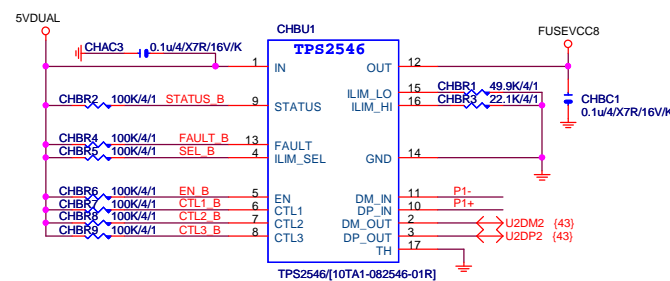 5VDUAL
CHBU1
FUSEVCC8
CHAC3 0.1u/4/X7R/16V/K
TPS2546
1 IN OUT 12
CHBR2 100K/4/1 STATUS_B 9 STATUS
ILIM_LO 15 CHBR1 49.9K/4/1
ILIM_HI 16 CHBR3 22.1K/4/1
CHBC1
0.1u/4/X7R/16V/K
CHBR4 100K/4/1 FAULT_B 13 FAULT
CHBR5 100K/4/1 SEL_B 4 ILIM_SEL
GND 14
CHBR6 100K/4/1 EN_B 5 EN
CHBR7 100K/4/1 CTL1_B 6 CTL1
CHBR8 100K/4/1 CTL2_B 7 CTL2
CHBR9 100K/4/1 CTL3_B 8 CTL3
DM_IN 11 P1-
DP_IN 10 P1+
DM_OUT 2 U2DM2 {43}
DP_OUT 3 U2DP2 {43}
TH 17
TPS2546/[10TA1-082546-01R]